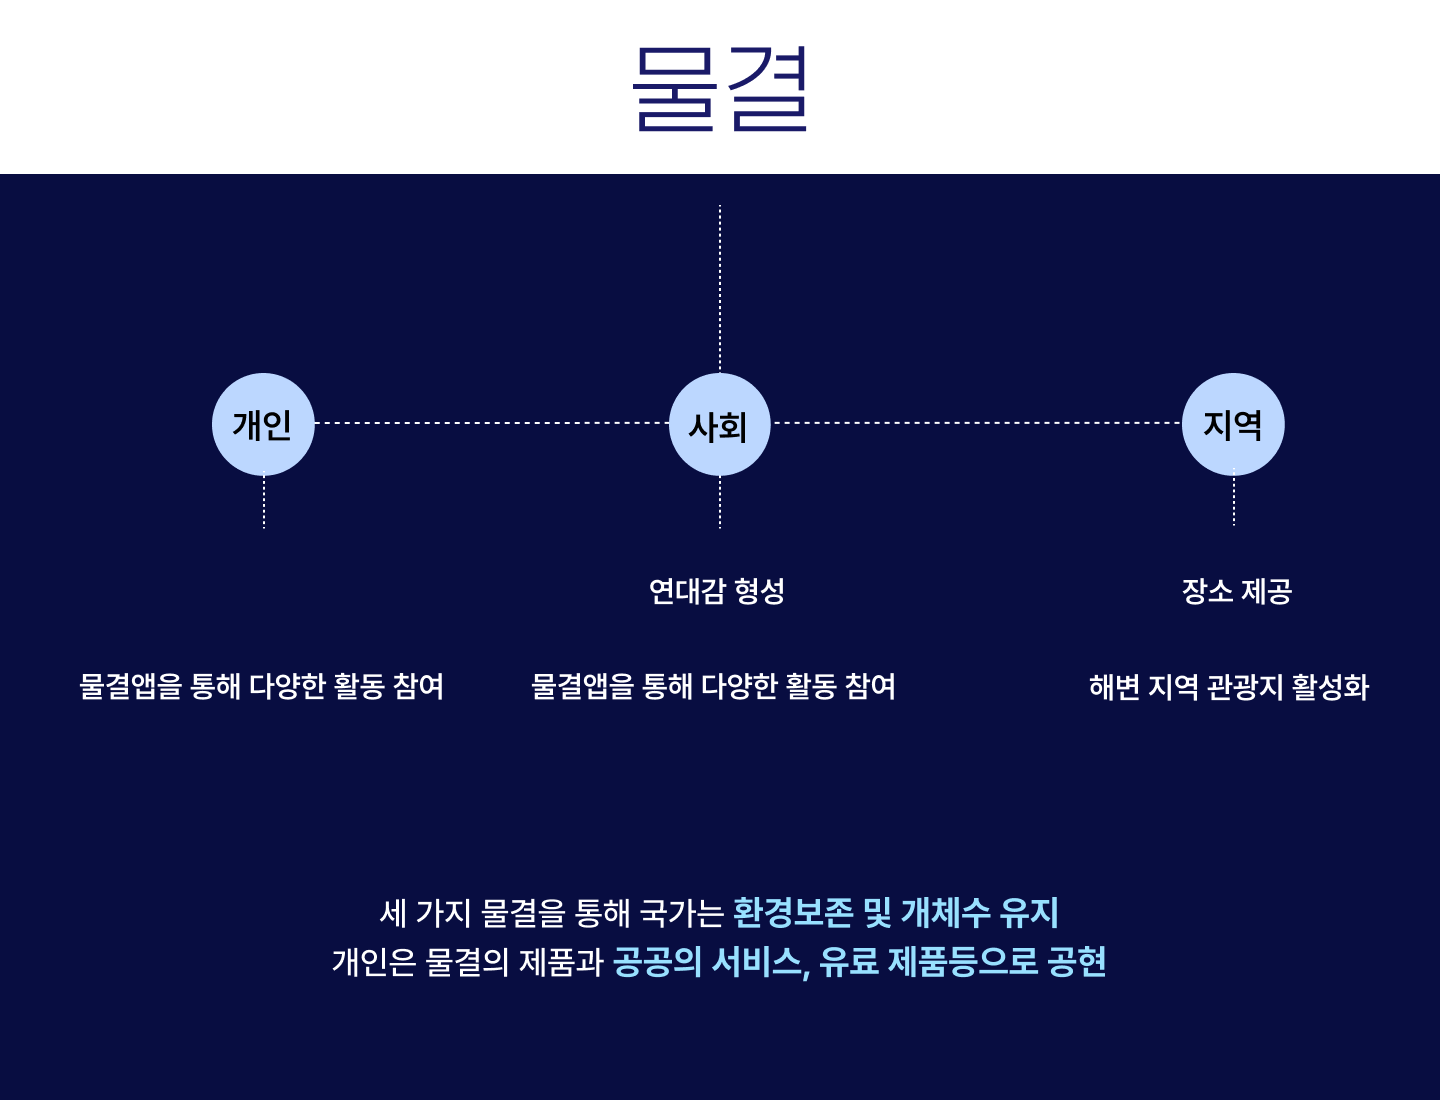 물결
개인
사회
지역
연대감 형성
장소 제공
물결앱을 통해 다양한 활동 참여
물결앱을 통해 다양한 활동 참여
해변 지역 관광지 활성화
세 가지 물결을 통해 국가는 환경보존 및 개체수 유지
개인은 물결의 제품과 공공의 서비스, 유료 제품등으로 공현